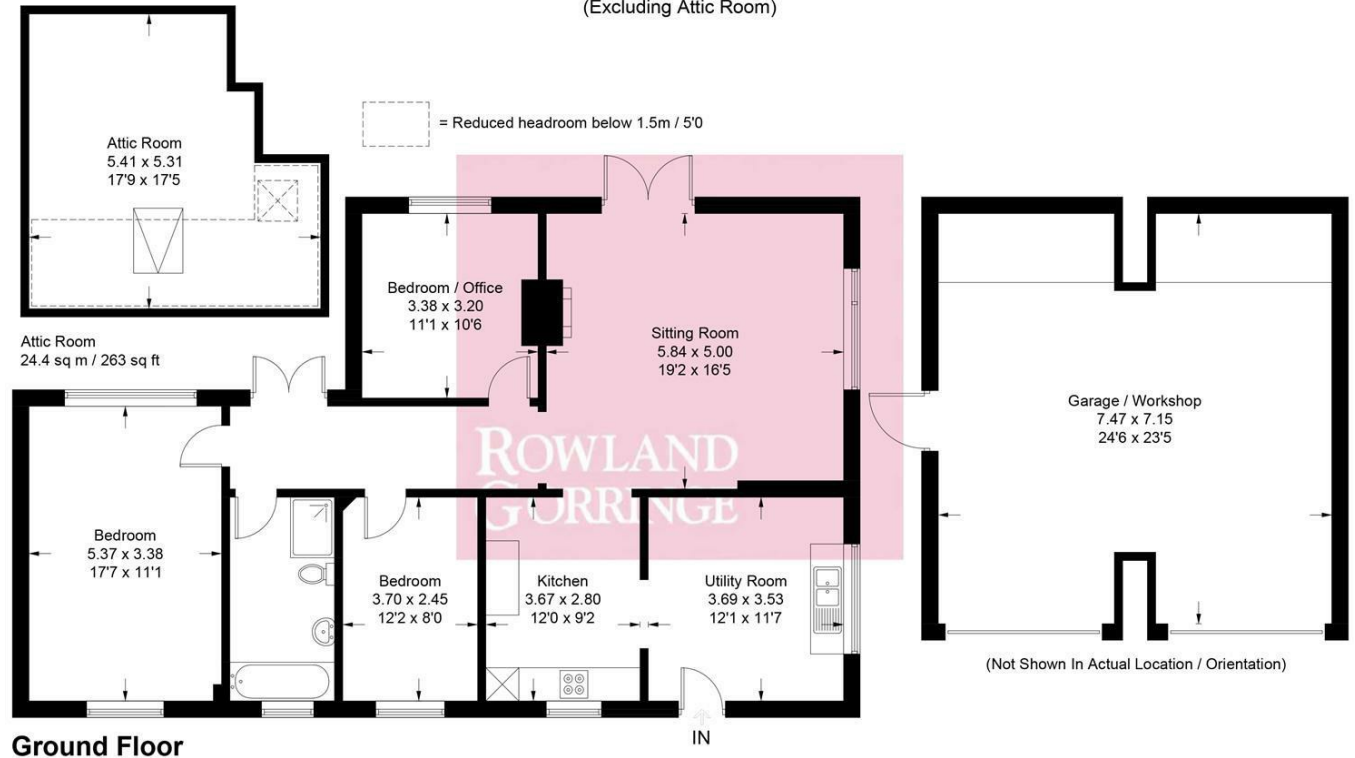 (Excluding Attic Room)
Attic Room
5.41 x 5.31
17'9 x 17'5
= Reduced headroom below 1.5m / 5'0
Attic Room
24.4 sq m / 263 sq ft
Bedroom / Office
3.38 x 3.20
11'1 x 10'6
Sitting Room
5.84 x 5.00
19'2 x 16'5
Garage / Workshop
7.47 x 7.15
24'6 x 23'5
ROWLAND
GORRINGE
Bedroom
5.37 x 3.38
17'7 x 11'1
Bedroom
3.70 x 2.45
12'2 x 8'0
Kitchen
3.67 x 2.80
12'0 x 9'2
Utility Room
3.69 x 3.53
12'1 x 11'7
(Not Shown In Actual Location / Orientation)
IN
Ground Floor